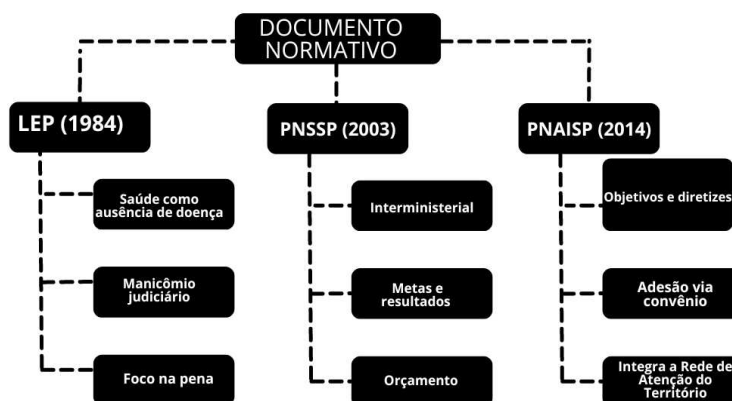 DOCUMENTO
NORMATIVO
LEP (1984)
Saúde como
ausência de doença
Manicômio
judiciário
Foco na pena
PNSSP (2003)
Interministerial
Metas e
resultados
Orçamento
PNAISP (2014)
Objetivos e diretizes
Adesão via
convênio
Integra a Rede de
Atenção do
Território